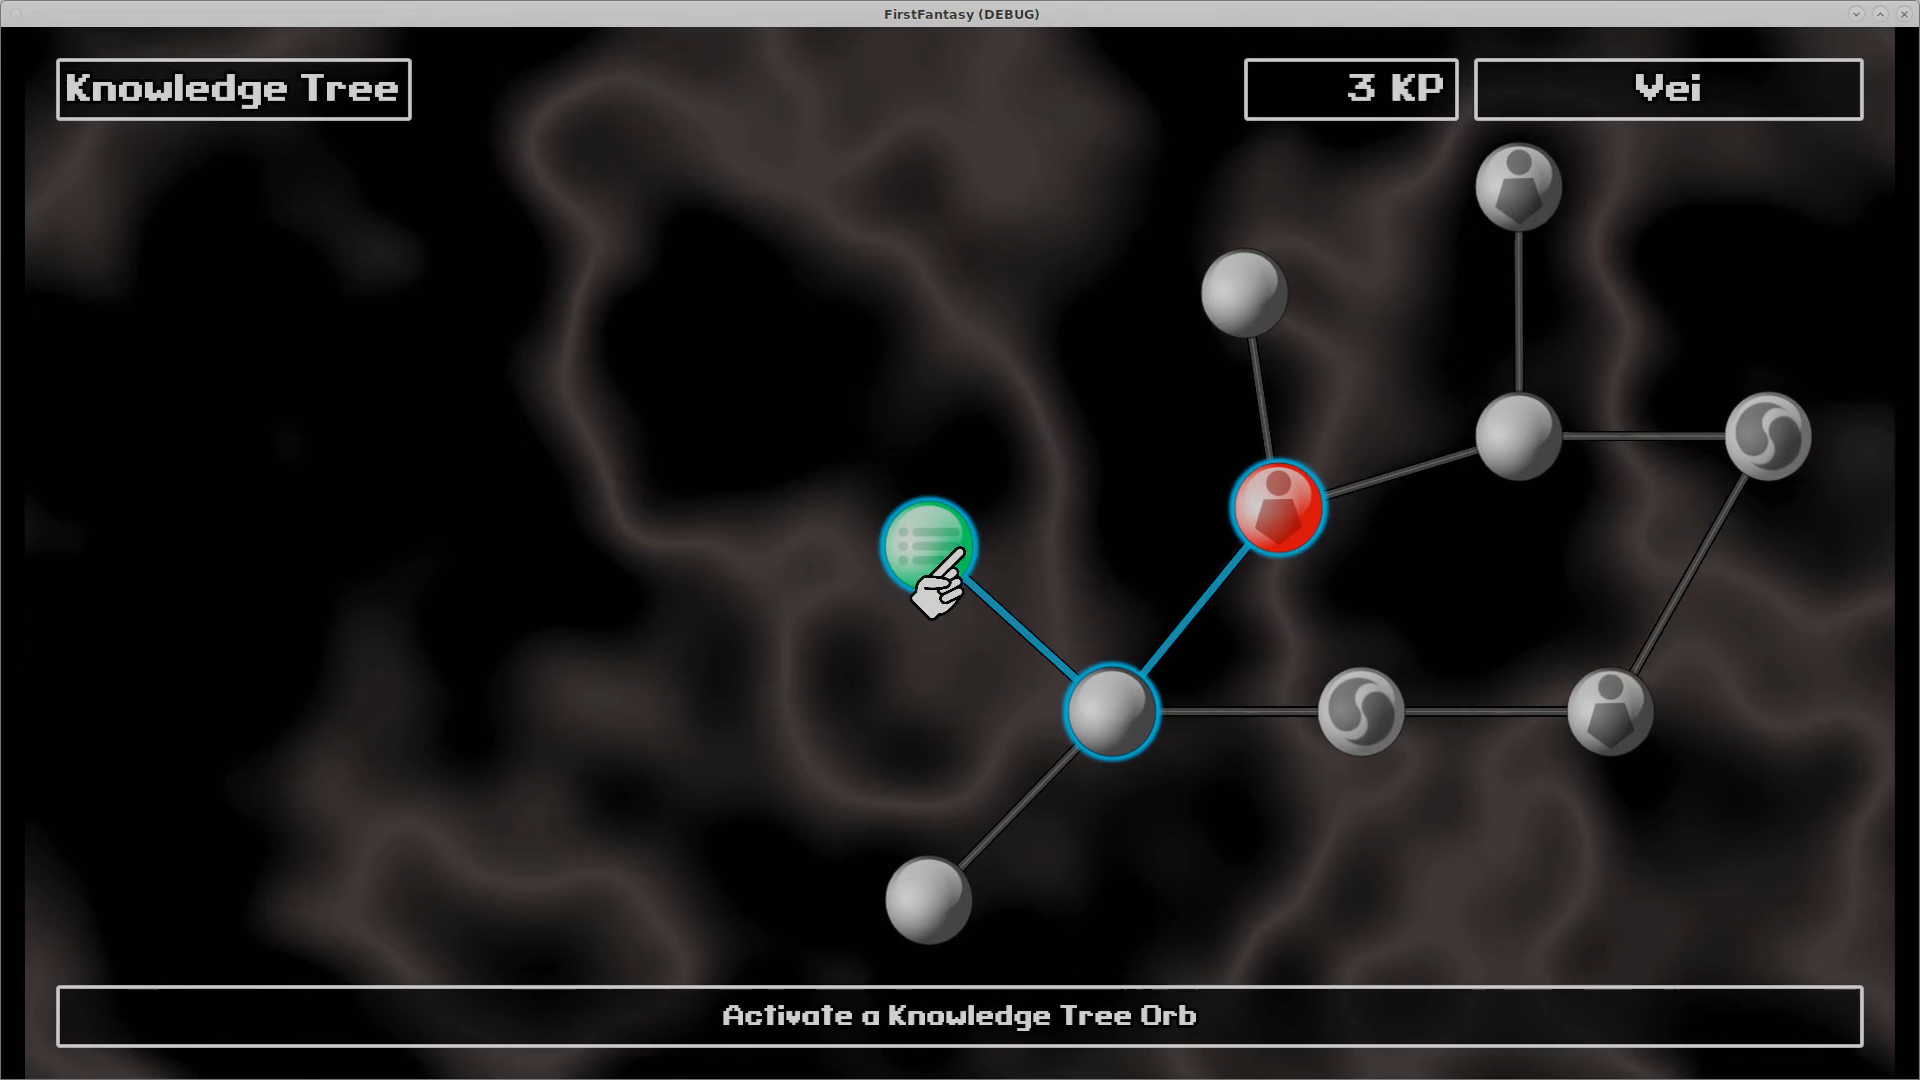 FirstFantasy (DEBUG)
Knowledge Tree
3 KP
Vei
Activate a Knowledge Tree Orb